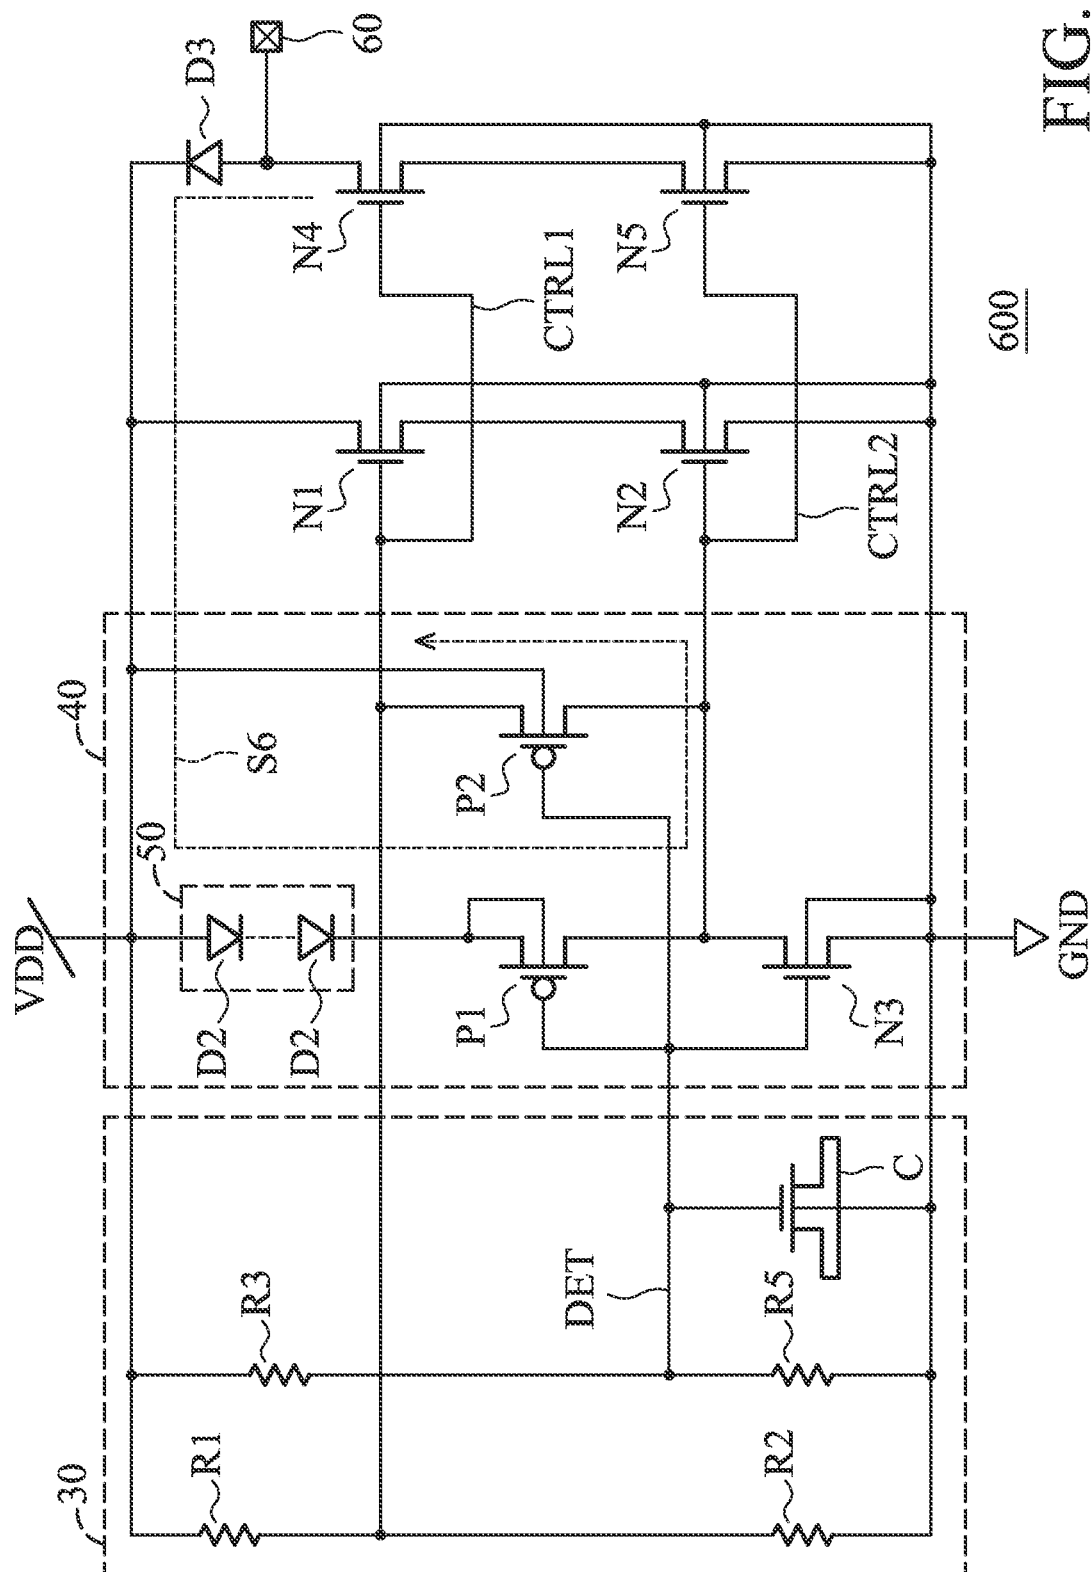 30
R1
R2
R3
R5
DET
C
VDD
40
50
D2
D2
P1
N3
GND
S6
P2
N1
N2
CTRL2
CTRL1
N4
N5
D3
60
600
FIG.